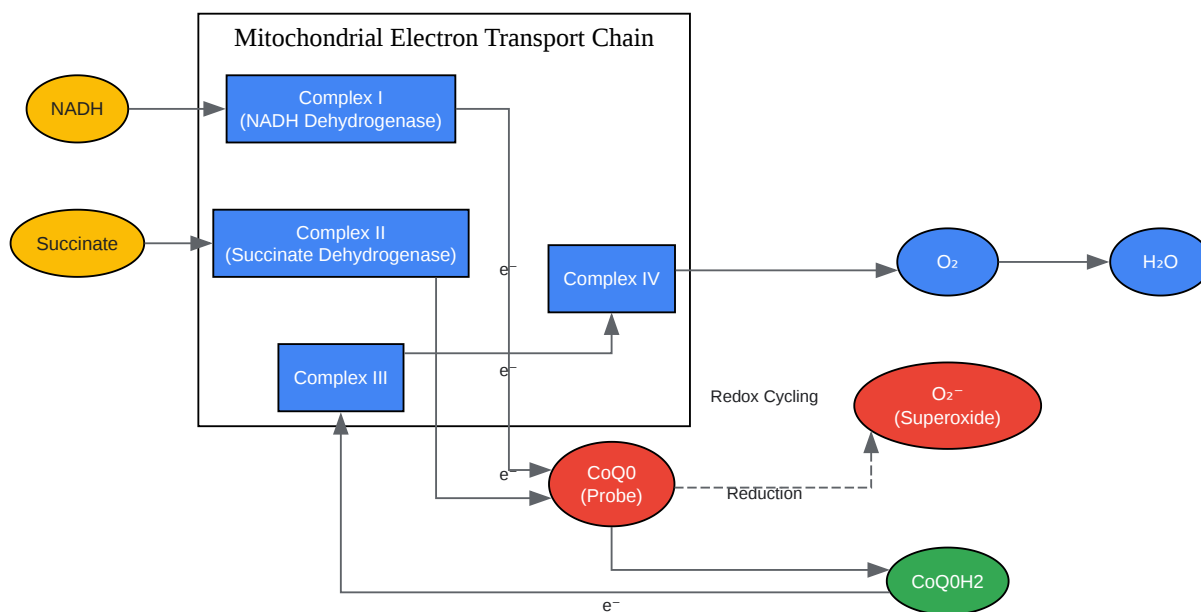 Mitochondrial Electron Transport Chain
NADH
Complex I
(NADH Dehydrogenase)
Succinate
Complex II
(Succinate Dehydrogenase)
e⁻
Complex IV
O₂
H₂O
Complex III
e⁻
Redox Cycling
O₂⁻
(Superoxide)
e⁻
CoQ0
(Probe)
Reduction
CoQ0H2
e⁻